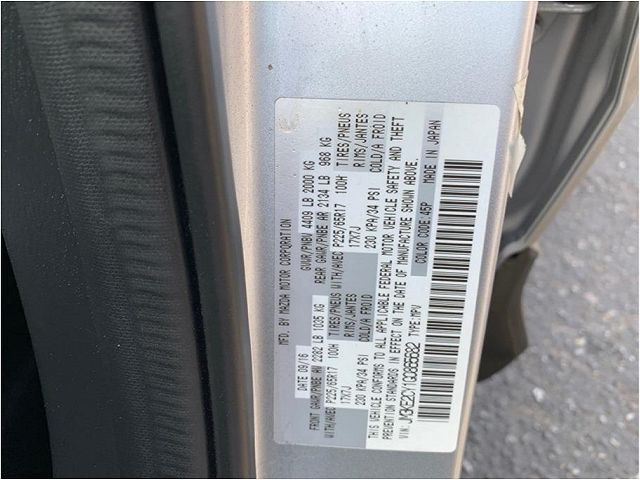 MFD. BY MAZDA MOTOR CORPORATION
DATE 09/16 GVWR/PNBV 4409 LB 2000 KG
FRONT GAWR/PNBE AV 2282 LB 1035 KG REAR GAWR/PNBE AR 2134 LB 968 KG
WITH/AVEC P225/65R17 100H TIRES/PNEUS WITH/AVEC P225/65R17 100H TIRES/PNEUS
17X7J RIMS/JANTES 17X7J RIMS/JANTES
230 KPA/34 PSI COLD/A FROID 230 KPA/34 PSI COLD/A FROID
THIS VEHICLE CONFORMS TO ALL APPLICABLE FEDERAL MOTOR VEHICLE SAFETY AND THEFT
PREVENTION STANDARDS IN EFFECT ON THE DATE OF MANUFACTURE SHOWN ABOVE.
VIN: JM3KE2CY1G0866682 TYPE: MPV COLOR CODE: 45P MADE IN JAPAN